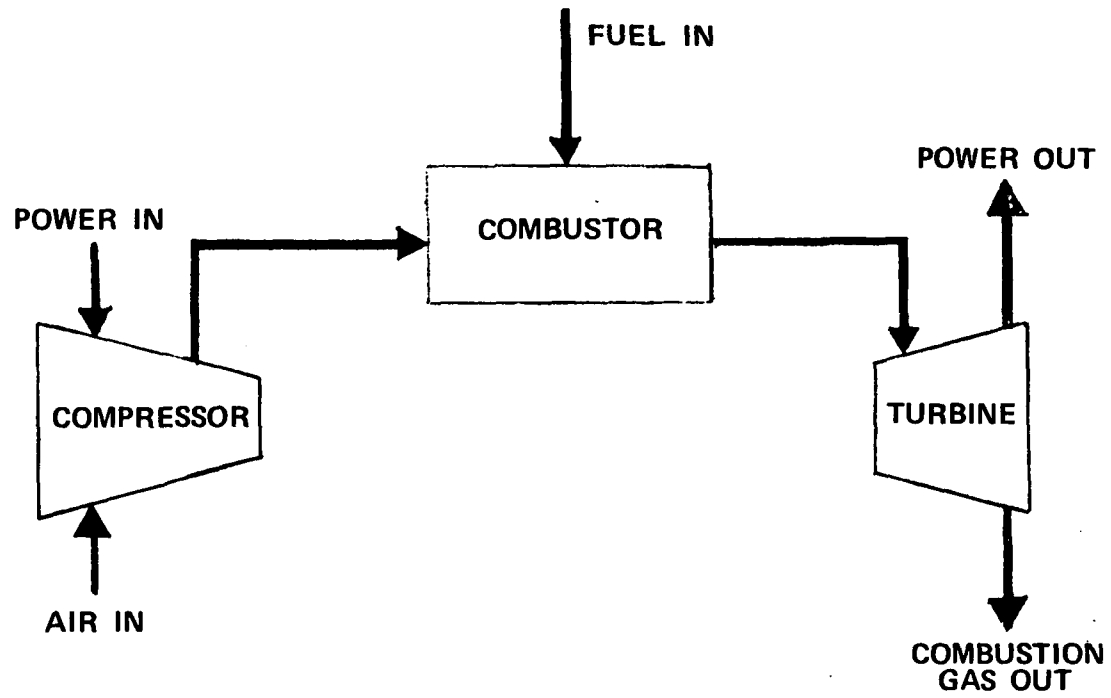 FUEL IN
POWER OUT
POWER IN
COMBUSTOR
COMPRESSOR
TURBINE
AIR IN
COMBUSTION
GAS OUT